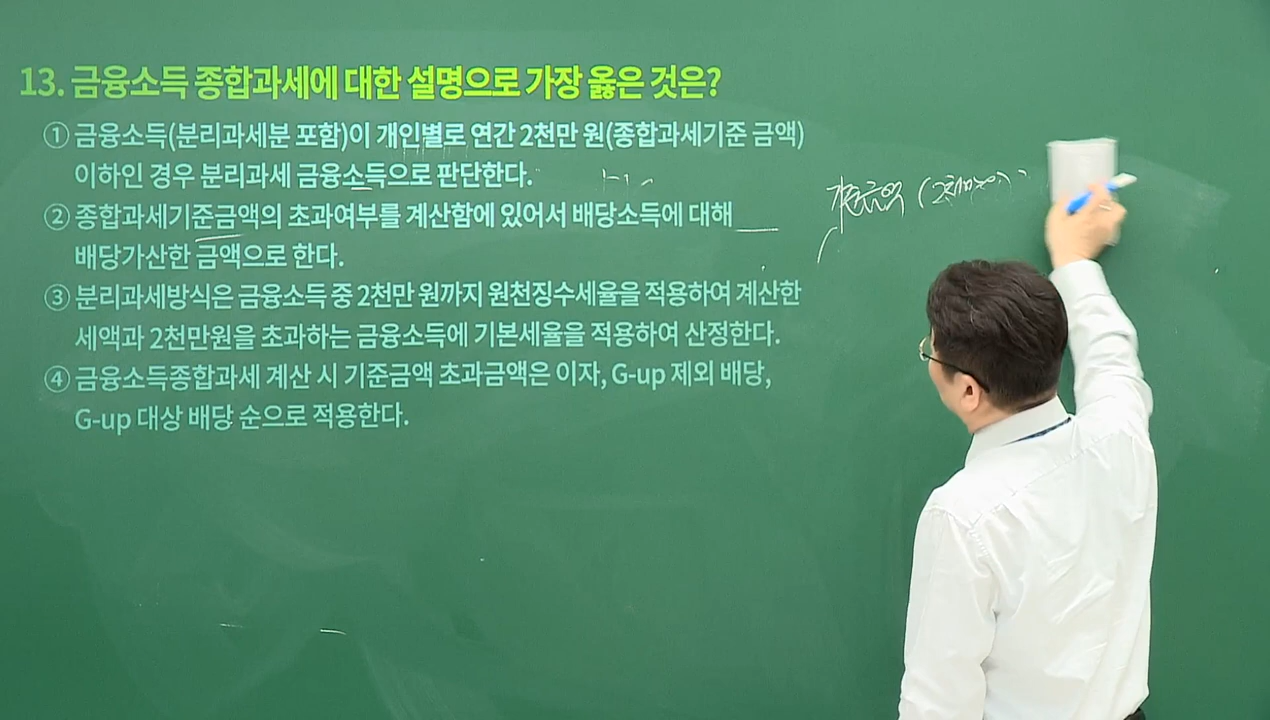 13. 금융소득 종합과세에 대한 설명으로 가장 옳은 것은?
① 금융소득(분리과세분 포함)이 개인별로 연간 2천만 원(종합과세기준 금액)
이하인 경우 분리과세 금융소득으로 판단한다.
② 종합과세기준금액의 초과여부를 계산함에 있어서 배당소득에 대해
배당가산한 금액으로 한다.
③ 분리과세방식은 금융소득 중 2천만 원까지 원천징수세율을 적용하여 계산한
세액과 2천만원을 초과하는 금융소득에 기본세율을 적용하여 산정한다.
④ 금융소득종합과세 계산 시 기준금액 초과금액은 이자, G-up 제외 배당,
G-up 대상 배당 순으로 적용한다.